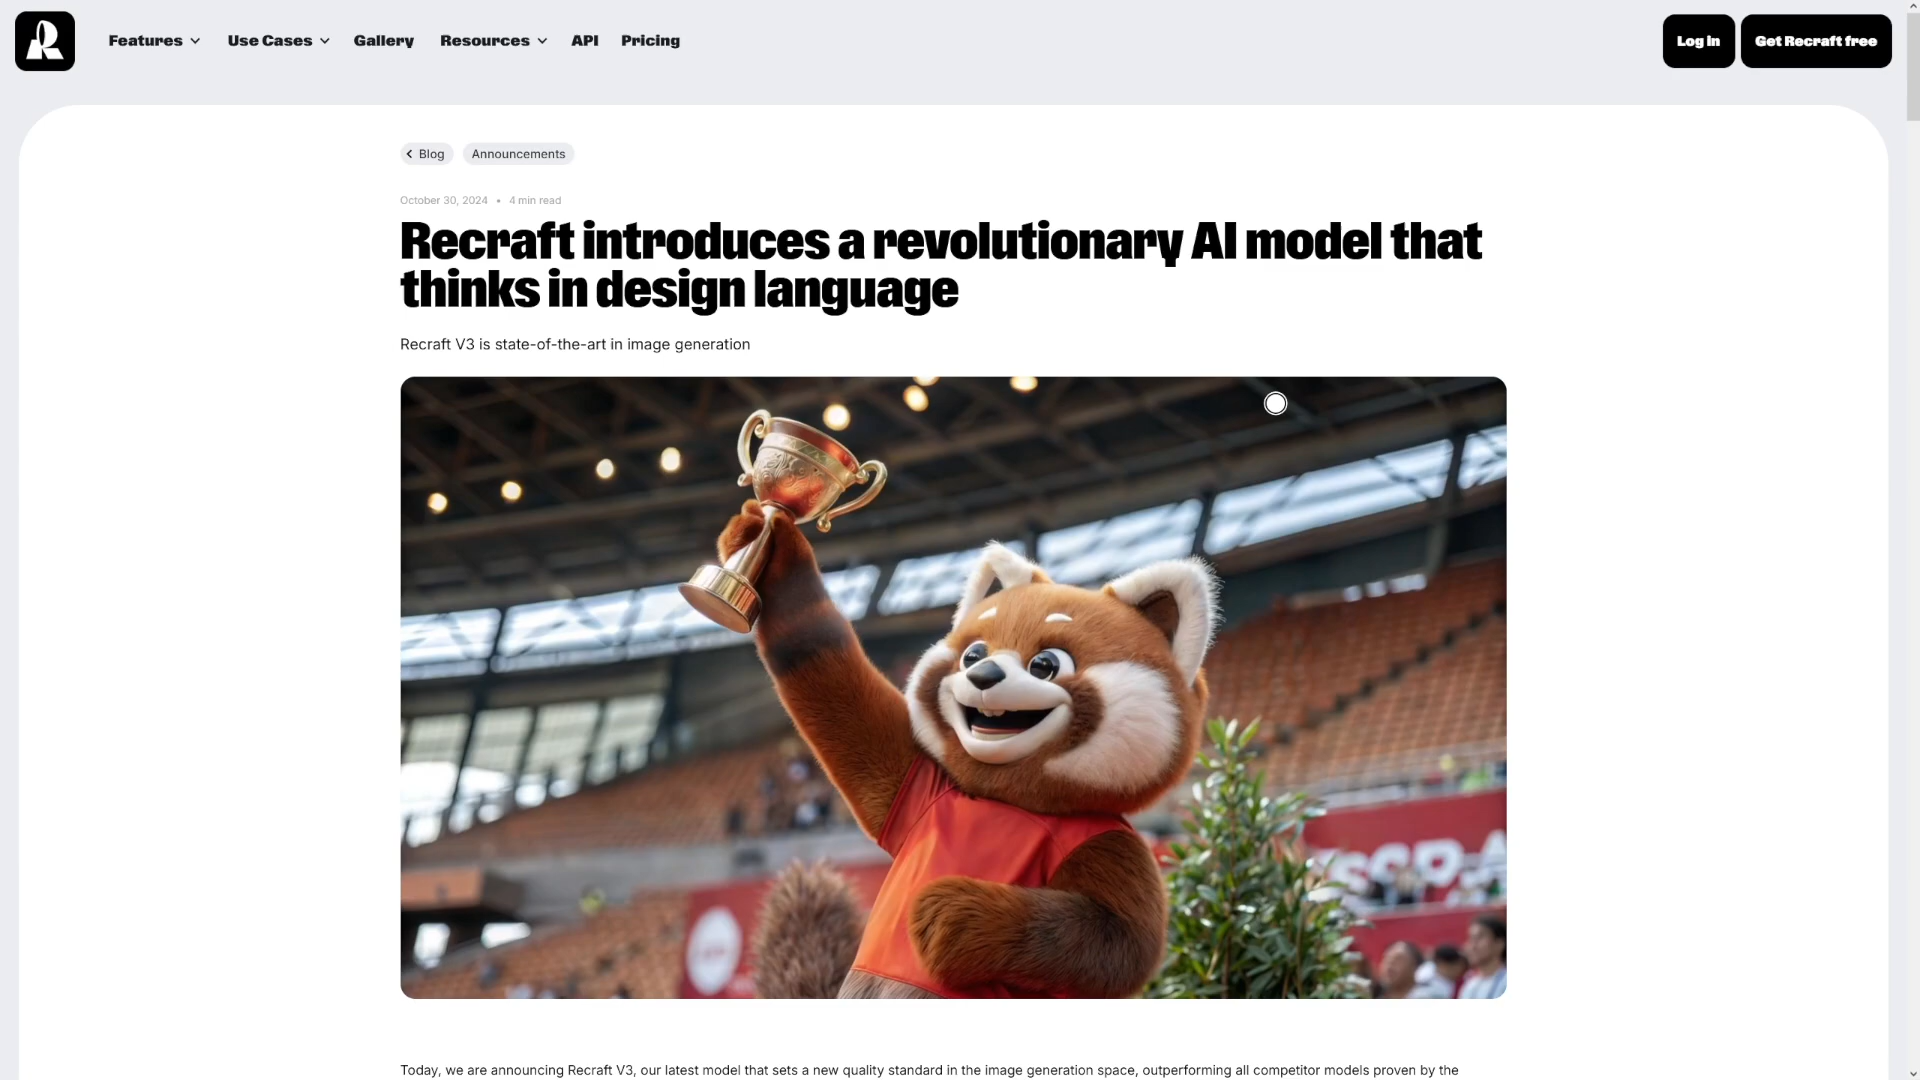 Features Use Cases Gallery Resources API Pricing Log in Get Recraft free
Blog Announcements
October 30, 2024 • 4 min read
Recraft introduces a revolutionary AI model that
thinks in design language
Recraft V3 is state-of-the-art in image generation
Today, we are announcing Recraft V3, our latest model that sets a new quality standard in the image generation space, outperforming all competitor models proven by the